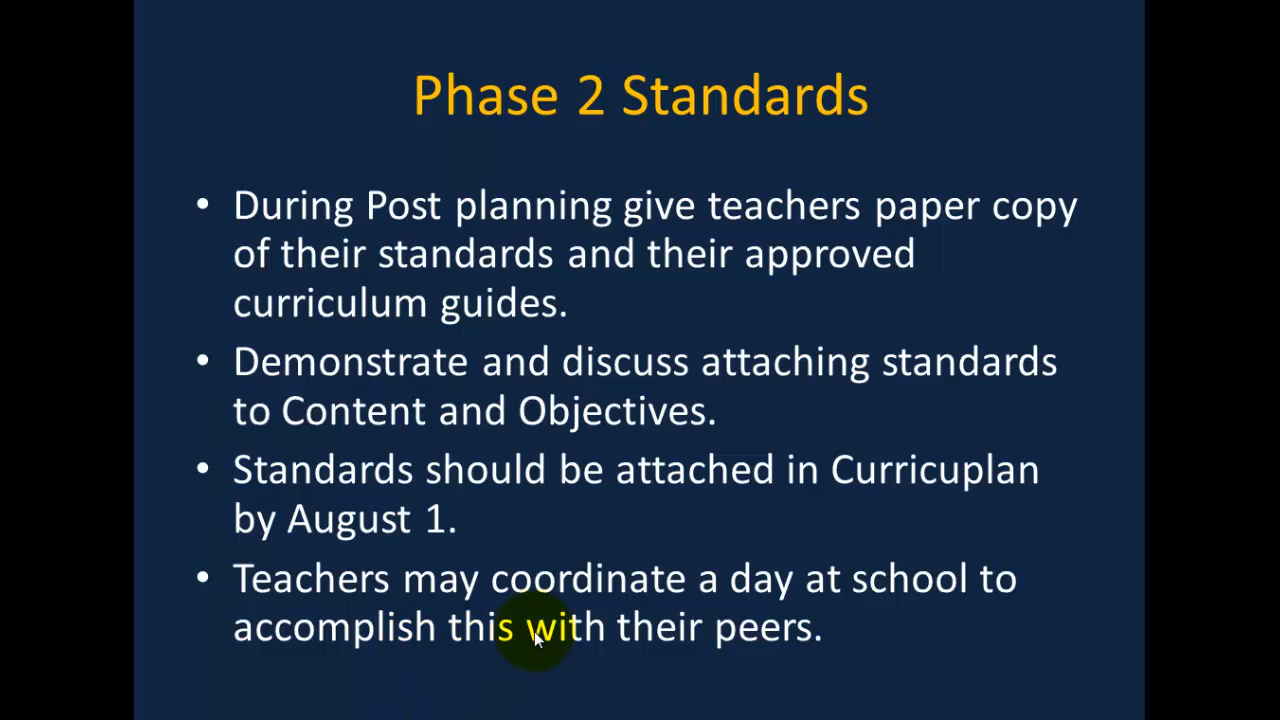 Phase 2 Standards
• During Post planning give teachers paper copy
of their standards and their approved
curriculum guides.
• Demonstrate and discuss attaching standards
to Content and Objectives.
• Standards should be attached in Curricuplan
by August 1.
• Teachers may coordinate a day at school to
accomplish this with their peers.